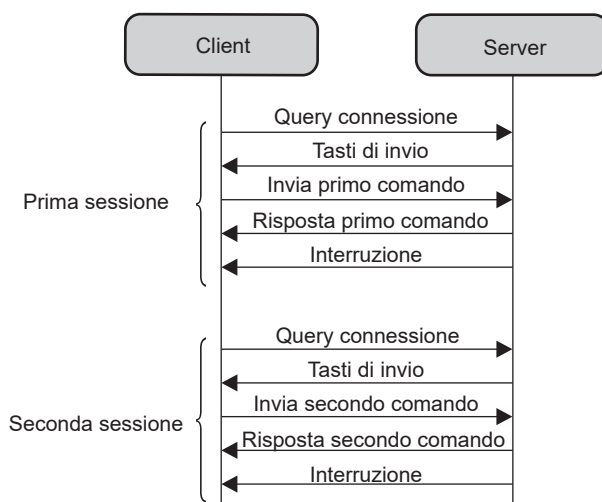 Client
Server
Query connessione
Tasti di invio
Invia primo comando
Prima sessione
Risposta primo comando
Interruzione
Query connessione
Tasti di invio
Invia secondo comando
Seconda sessione
Risposta secondo comando
Interruzione